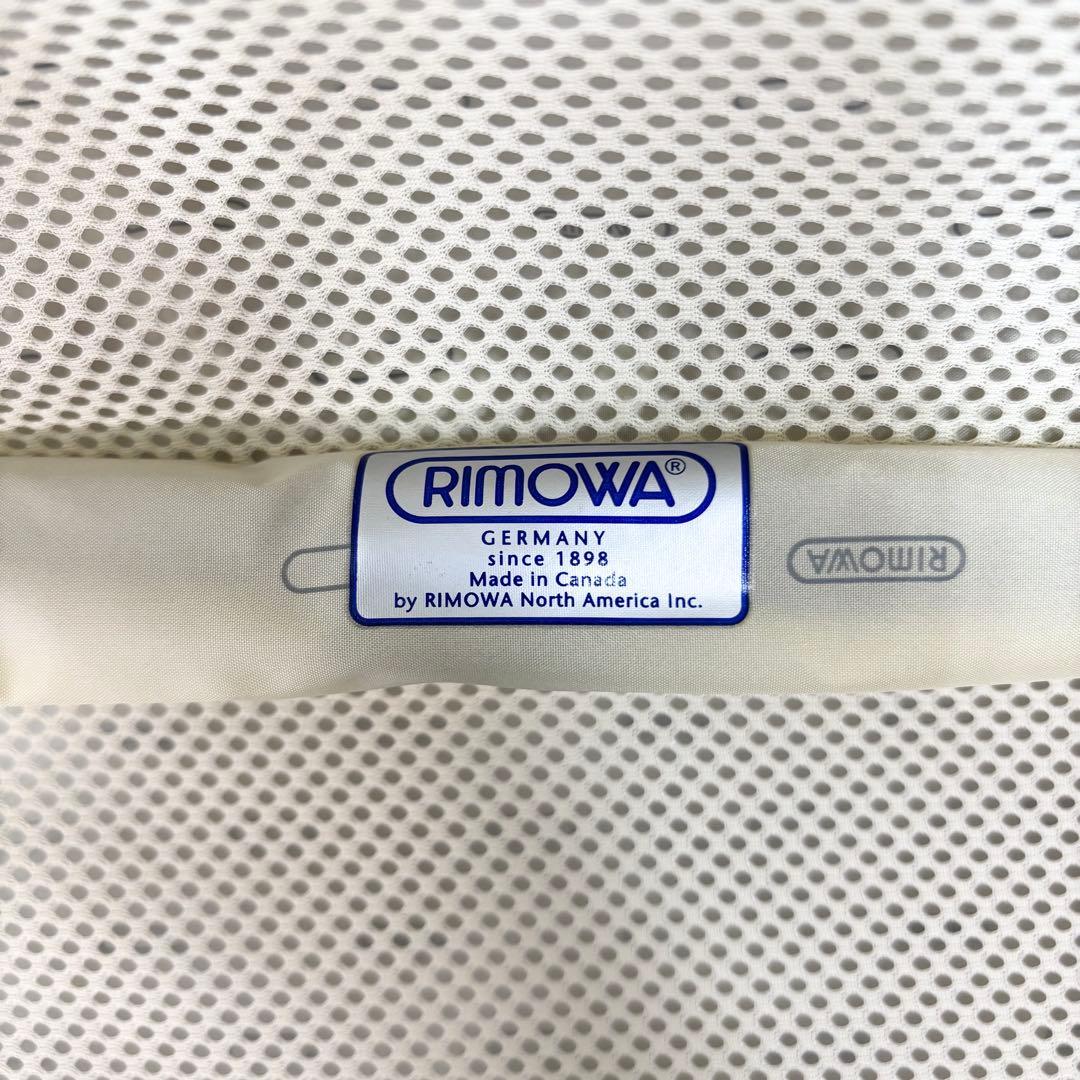 RIMOWA®
GERMANY
since 1898
Made in Canada
by RIMOWA North America Inc.
RIMOWA